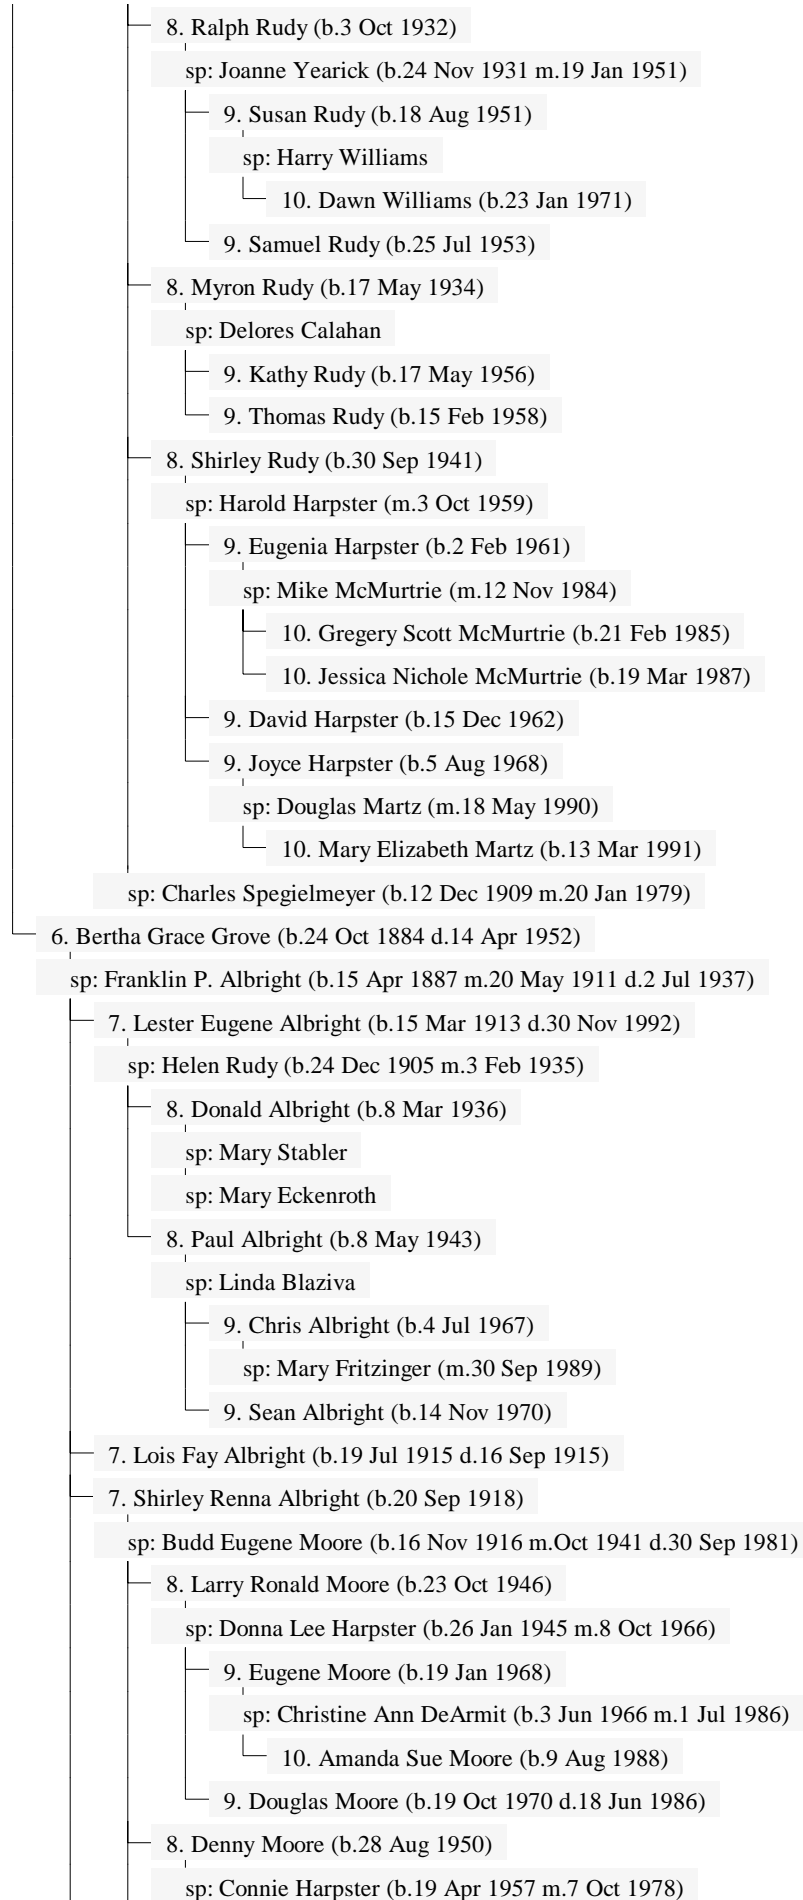 8. Ralph Rudy (b.3 Oct 1932)
sp: Joanne Yearick (b.24 Nov 1931 m.19 Jan 1951)
9. Susan Rudy (b.18 Aug 1951)
sp: Harry Williams
10. Dawn Williams (b.23 Jan 1971)
9. Samuel Rudy (b.25 Jul 1953)
8. Myron Rudy (b.17 May 1934)
sp: Delores Calahan
9. Kathy Rudy (b.17 May 1956)
9. Thomas Rudy (b.15 Feb 1958)
8. Shirley Rudy (b.30 Sep 1941)
sp: Harold Harpster (m.3 Oct 1959)
9. Eugenia Harpster (b.2 Feb 1961)
sp: Mike McMurtrie (m.12 Nov 1984)
10. Gregery Scott McMurtrie (b.21 Feb 1985)
10. Jessica Nichole McMurtrie (b.19 Mar 1987)
9. David Harpster (b.15 Dec 1962)
9. Joyce Harpster (b.5 Aug 1968)
sp: Douglas Martz (m.18 May 1990)
10. Mary Elizabeth Martz (b.13 Mar 1991)
sp: Charles Spegielmeyer (b.12 Dec 1909 m.20 Jan 1979)
6. Bertha Grace Grove (b.24 Oct 1884 d.14 Apr 1952)
sp: Franklin P. Albright (b.15 Apr 1887 m.20 May 1911 d.2 Jul 1937)
7. Lester Eugene Albright (b.15 Mar 1913 d.30 Nov 1992)
sp: Helen Rudy (b.24 Dec 1905 m.3 Feb 1935)
8. Donald Albright (b.8 Mar 1936)
sp: Mary Stabler
sp: Mary Eckenroth
8. Paul Albright (b.8 May 1943)
sp: Linda Blaziva
9. Chris Albright (b.4 Jul 1967)
sp: Mary Fritzinger (m.30 Sep 1989)
9. Sean Albright (b.14 Nov 1970)
7. Lois Fay Albright (b.19 Jul 1915 d.16 Sep 1915)
7. Shirley Renna Albright (b.20 Sep 1918)
sp: Budd Eugene Moore (b.16 Nov 1916 m.Oct 1941 d.30 Sep 1981)
8. Larry Ronald Moore (b.23 Oct 1946)
sp: Donna Lee Harpster (b.26 Jan 1945 m.8 Oct 1966)
9. Eugene Moore (b.19 Jan 1968)
sp: Christine Ann DeArmit (b.3 Jun 1966 m.1 Jul 1986)
10. Amanda Sue Moore (b.9 Aug 1988)
9. Douglas Moore (b.19 Oct 1970 d.18 Jun 1986)
8. Denny Moore (b.28 Aug 1950)
sp: Connie Harpster (b.19 Apr 1957 m.7 Oct 1978)